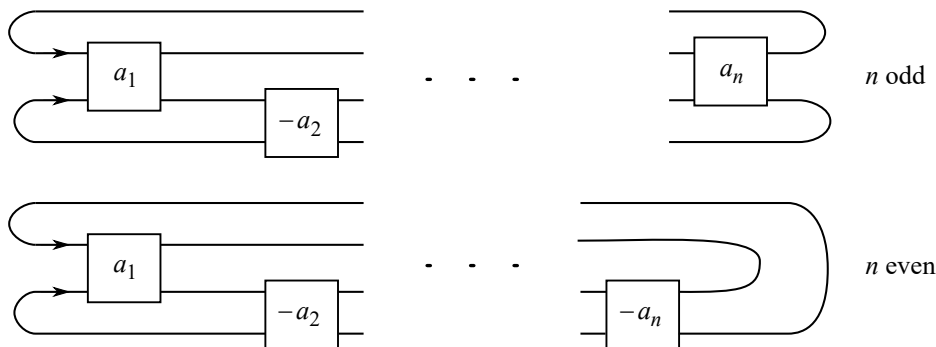 a₁ −a₂ . . . aₙ n odd
a₁ −a₂ . . . −aₙ n even